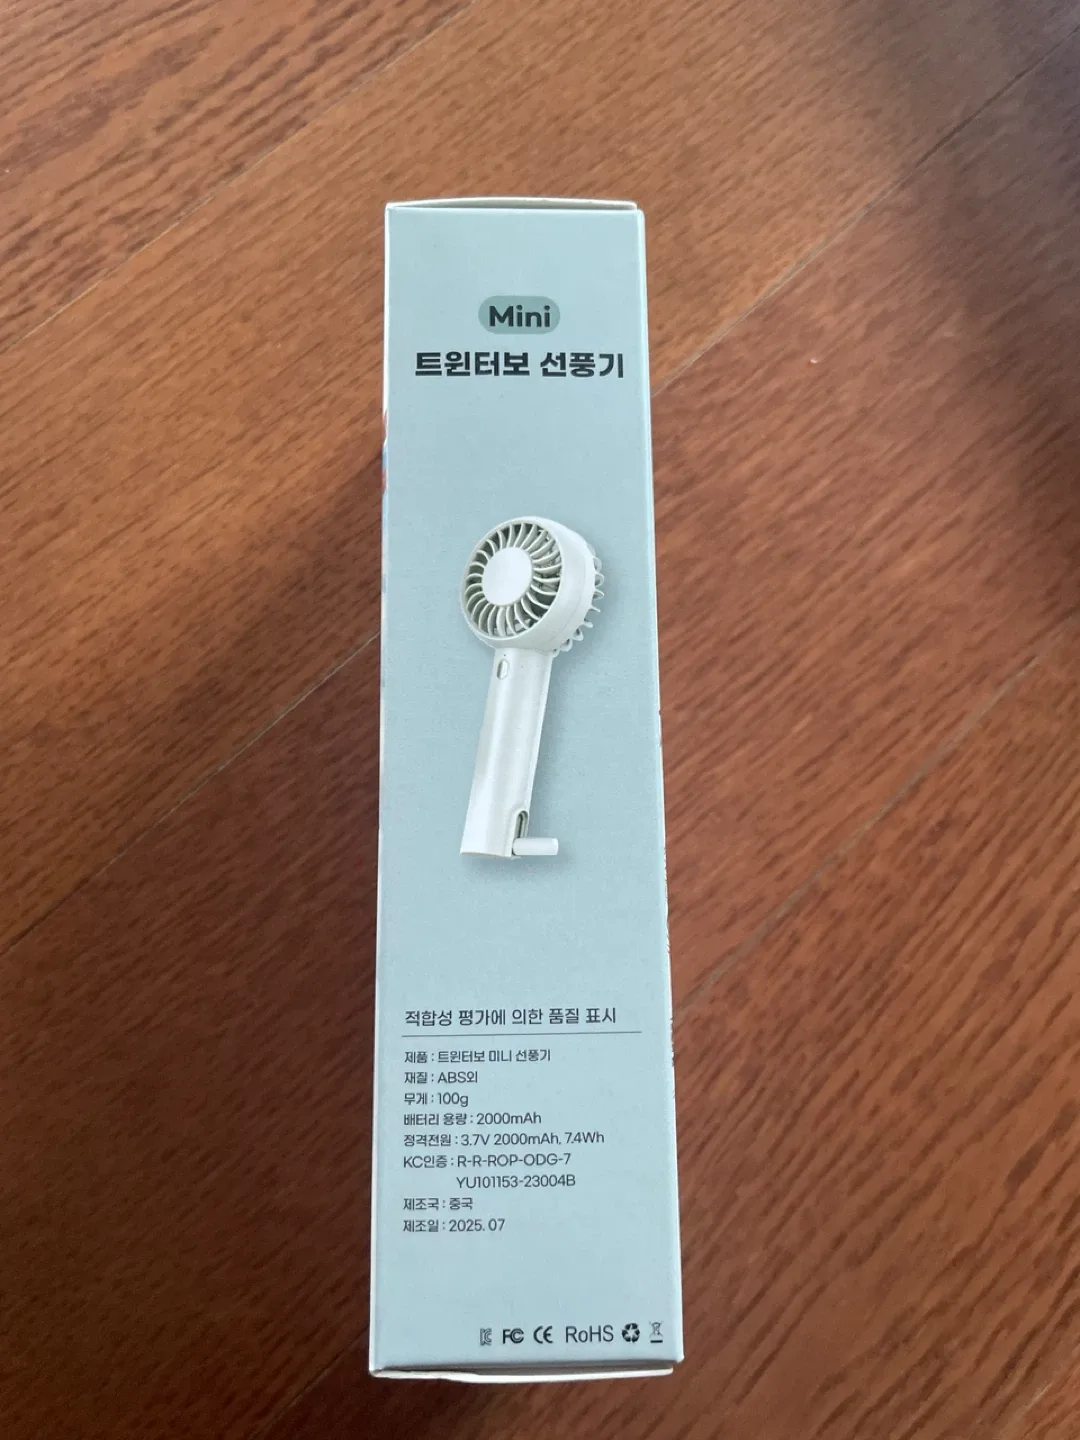 Mini
트윈터보 선풍기
적합성 평가에 의한 품질 표시
제품 : 트윈터보 미니 선풍기
재질 : ABS외
무게 : 100g
배터리 용량 : 2000mAh
정격전원 : 3.7V 2000mAh, 7.4Wh
KC인증 : R-R-ROP-ODG-7
YU101153-23004B
제조국 : 중국
제조일 : 2025. 07
FC CE RoHS